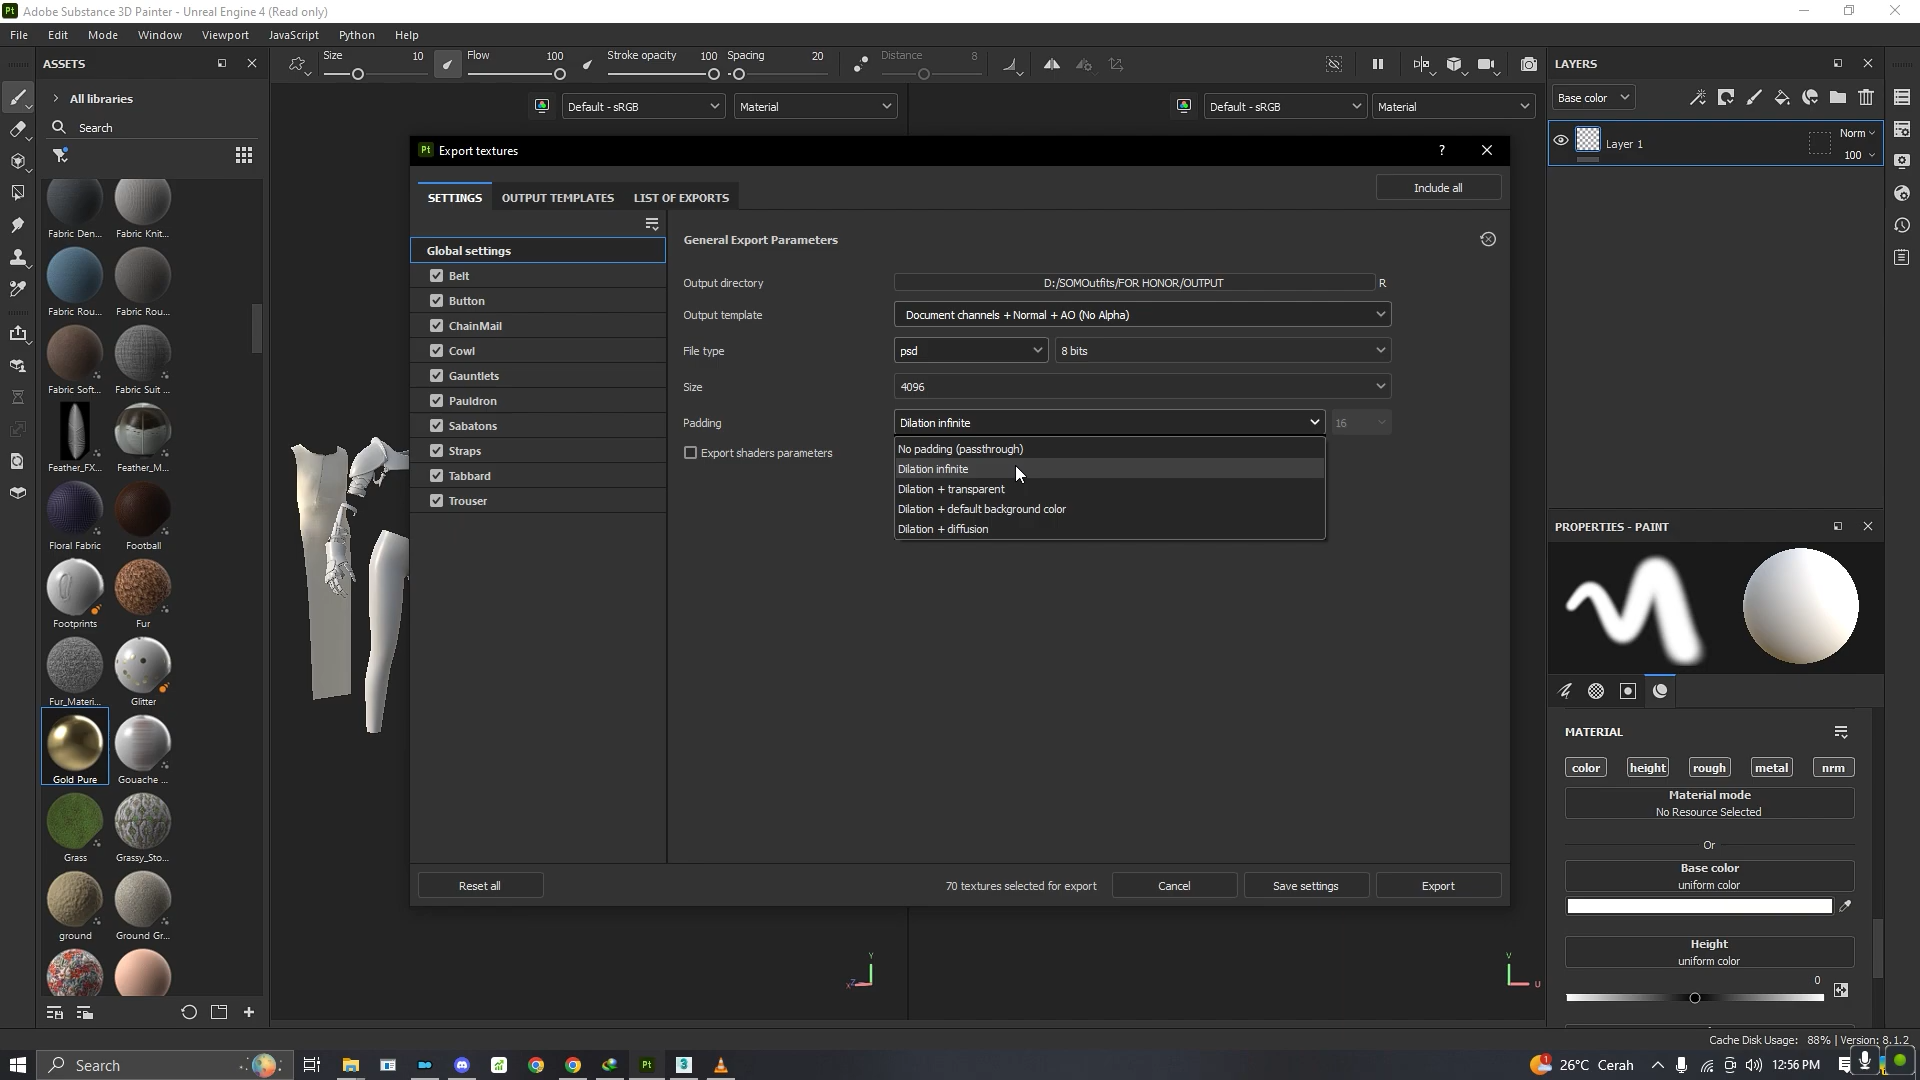 Adobe Substance 3D Painter - Unreal Engine 4 (Read only)
File Edit Mode Window Viewport JavaScript Python Help
ASSETS
Size 10 Flow 100 Stroke opacity 100 Spacing 20 Distance 8
LAYERS
All libraries
Default - sRGB Material Default - sRGB Material
Base color
Search
Norm
Layer 1
100
Pt Export textures
?
SETTINGS OUTPUT TEMPLATES LIST OF EXPORTS Include all
Global settings
Belt
Button
ChainMail
Cowl
Gauntlets
Pauldron
Sabatons
Straps
Tabbard
Trouser
General Export Parameters
Output directory D:/SOMOutfits/FOR HONOR/OUTPUT R
Output template Document channels + Normal + AO (No Alpha)
File type psd 8 bits
Size 4096
Padding Dilation infinite 16
No padding (passthrough)
Dilation infinite
Dilation + transparent
Dilation + default background color
Dilation + diffusion
Export shaders parameters
Reset all 70 textures selected for export Cancel Save settings Export
Fabric Den... Fabric Knit...
Fabric Rou... Fabric Rou...
Fabric Soft... Fabric Suit ...
Feather_FX... Feather_M...
Floral Fabric Football
Footprints Fur
Fur_Materi... Glitter
Gold Pure Gouache ...
Grass Grassy_Sto...
ground Ground Gr...
PROPERTIES - PAINT
MATERIAL
color height rough metal nrm
Material mode
No Resource Selected
Or
Base color
uniform color
Height
uniform color
0
Y
Z X
V
U
Cache Disk Usage: 88% | Version: 8.1.2
Search
Pt
3
1
26°C Cerah
12:56 PM